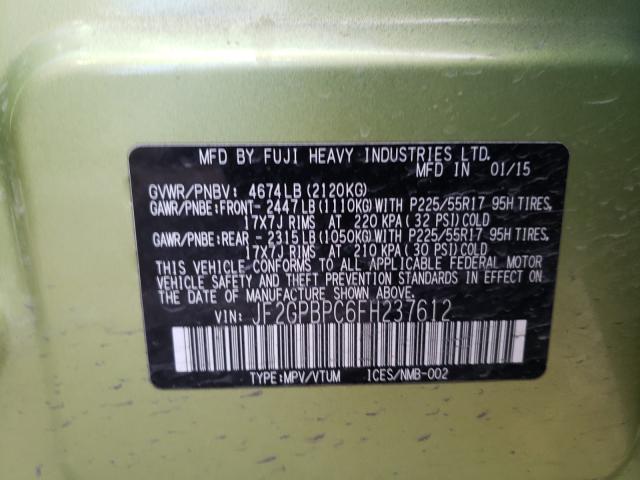 MFD BY FUJI HEAVY INDUSTRIES LTD.
MFD IN 01/15
GVWR/PNBV: 4674LB(2120KG)
GAWR/PNBE:FRONT-2447LB(1110KG)WITH P225/55R17 95H TIRES,
17X7J RIMS AT 220 KPA(32 PSI)COLD
GAWR/PNBE:REAR -2315LB(1050KG)WITH P225/55R17 95H TIRES,
17X7J RIMS AT 210 KPA(30 PSI)COLD
THIS VEHICLE CONFORMS TO ALL APPLICABLE FEDERAL MOTOR
VEHICLE SAFETY AND THEFT PREVENTION STANDARDS IN EFFECT ON
THE DATE OF MANUFACTURE SHOWN ABOVE.
VIN: JF2GPBPC6FH237612
TYPE:MPV/VTUM ICES/NMB-002